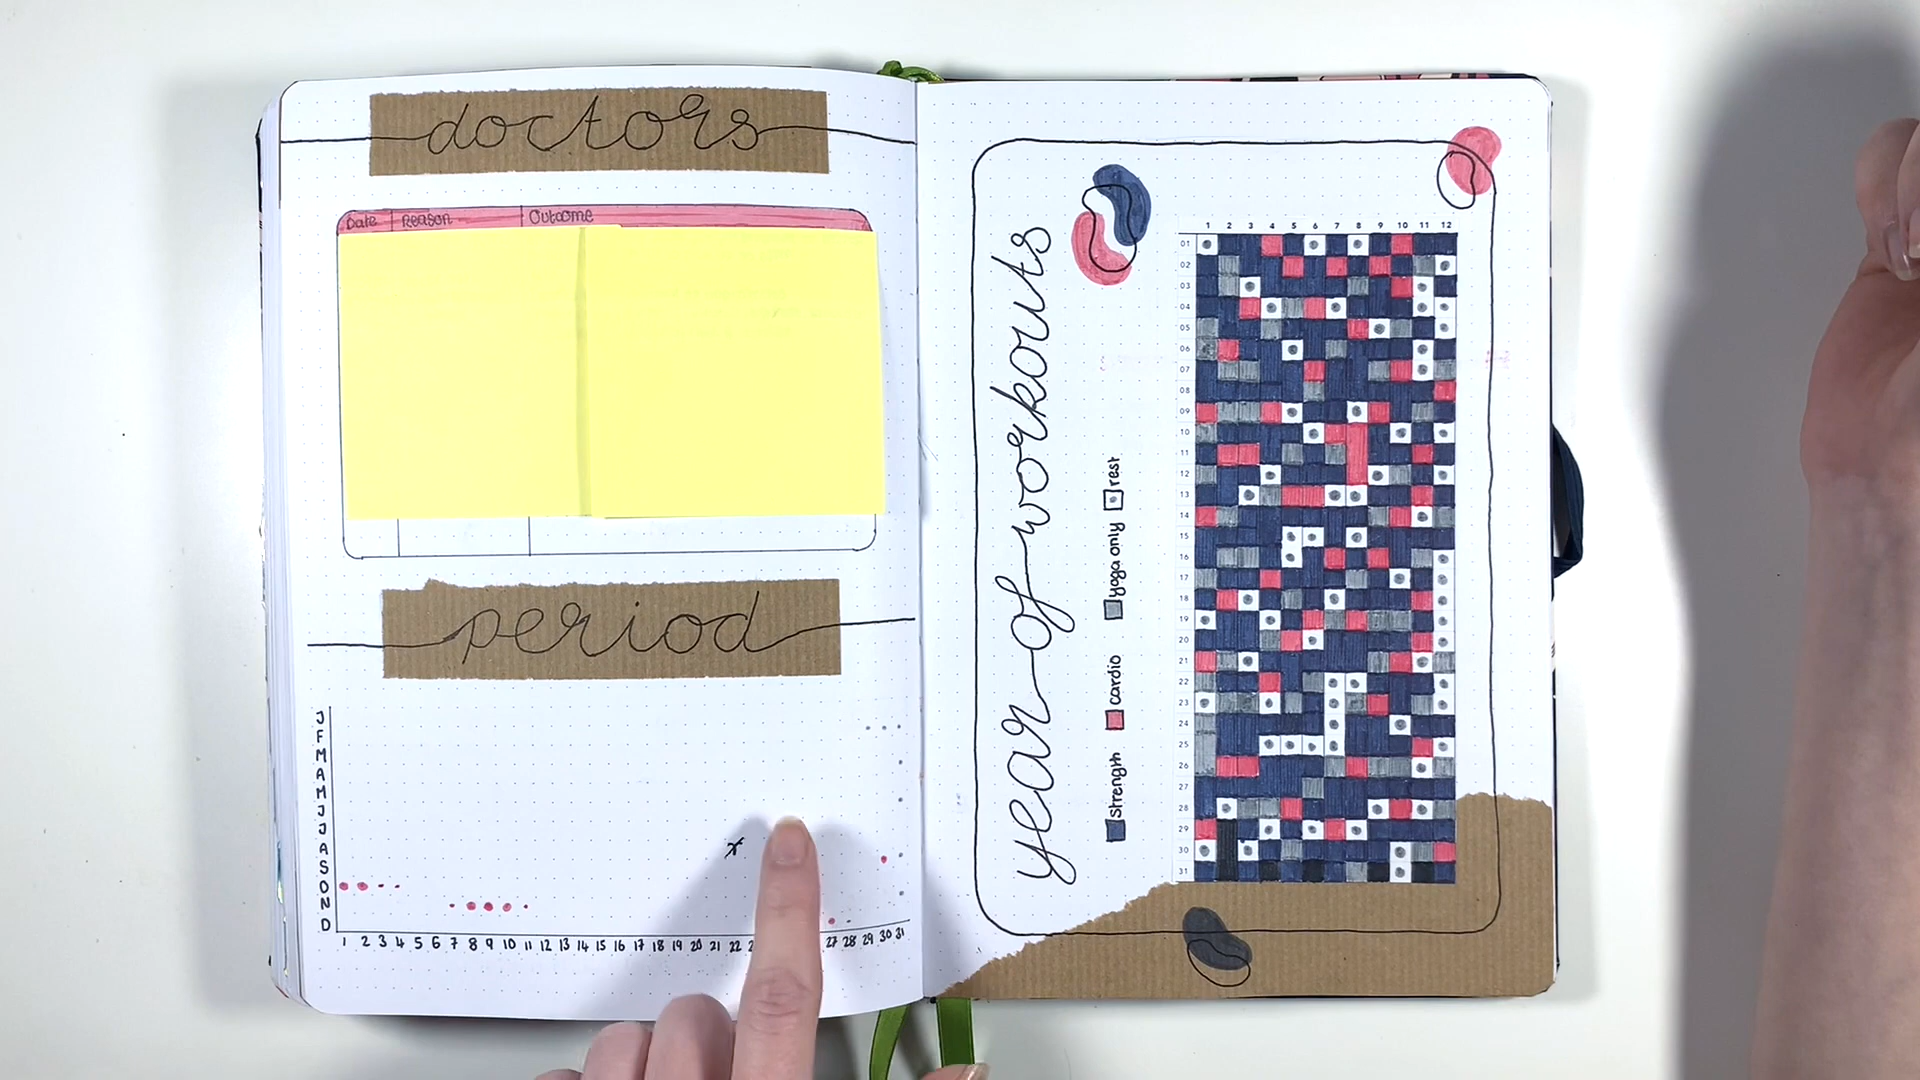 doctors
Date Reason Outcome
period
J
F
M
A
M
J
J
A
S
O
N
D
1 2 3 4 5 6 7 8 9 10 11 12 13 14 15 16 17 18 19 20 21 22 2 27 28 29 30 31
year of workouts
strength cardio yoga only rest
1 2 3 4 5 6 7 8 9 10 11 12
01
02
03
04
05
06
07
08
09
10
11
12
13
14
15
16
17
18
19
20
21
22
23
24
25
26
27
28
29
30
31